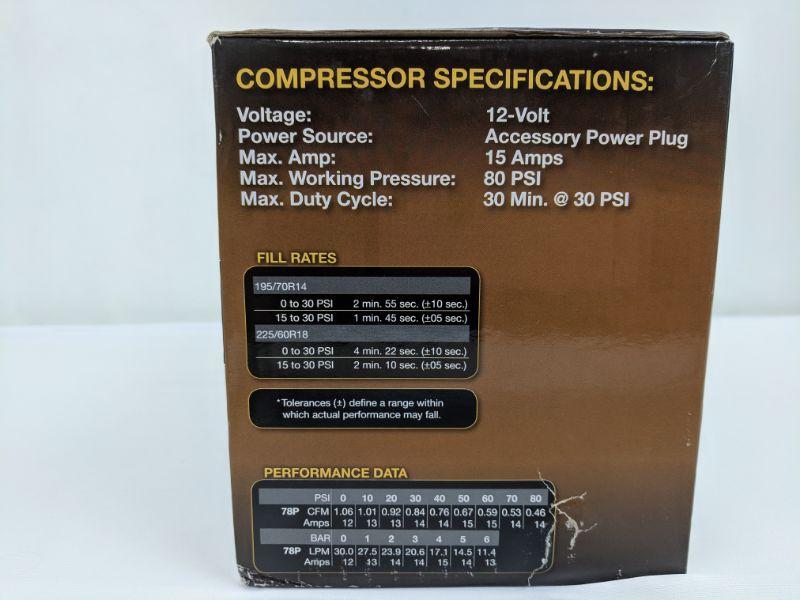 COMPRESSOR SPECIFICATIONS:
Voltage: 12-Volt
Power Source: Accessory Power Plug
Max. Amp: 15 Amps
Max. Working Pressure: 80 PSI
Max. Duty Cycle: 30 Min. @ 30 PSI
FILL RATES
195/70R14
0 to 30 PSI 2 min. 55 sec. (±10 sec.)
15 to 30 PSI 1 min. 45 sec. (±05 sec.)
225/60R18
0 to 30 PSI 4 min. 22 sec. (±10 sec.)
15 to 30 PSI 2 min. 10 sec. (±05 sec.)
*Tolerances (±) define a range within
which actual performance may fall.
PERFORMANCE DATA
PSI 0 10 20 30 40 50 60 70 80
78P CFM 1.06 1.01 0.92 0.84 0.76 0.67 0.59 0.53 0.46
Amps 12 13 13 14 14 15 15 14 14
BAR 0 1 2 3 4 5 6
78P LPM 30.0 27.5 23.9 20.6 17.1 14.5 11.4
Amps 12 13 14 14 15 14 13